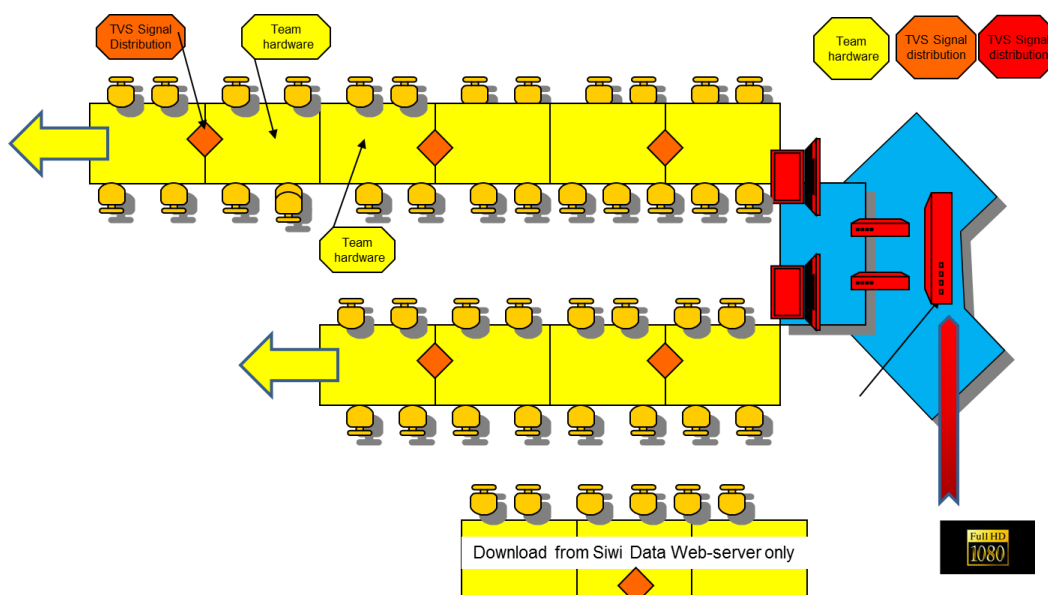 TVS Signal
Distribution
Team
hardware
Team
hardware
TVS Signal
distribution
TVS Signal
distribution
Team
hardware
Download from Siwi Data Web-server only
Full HD
1080